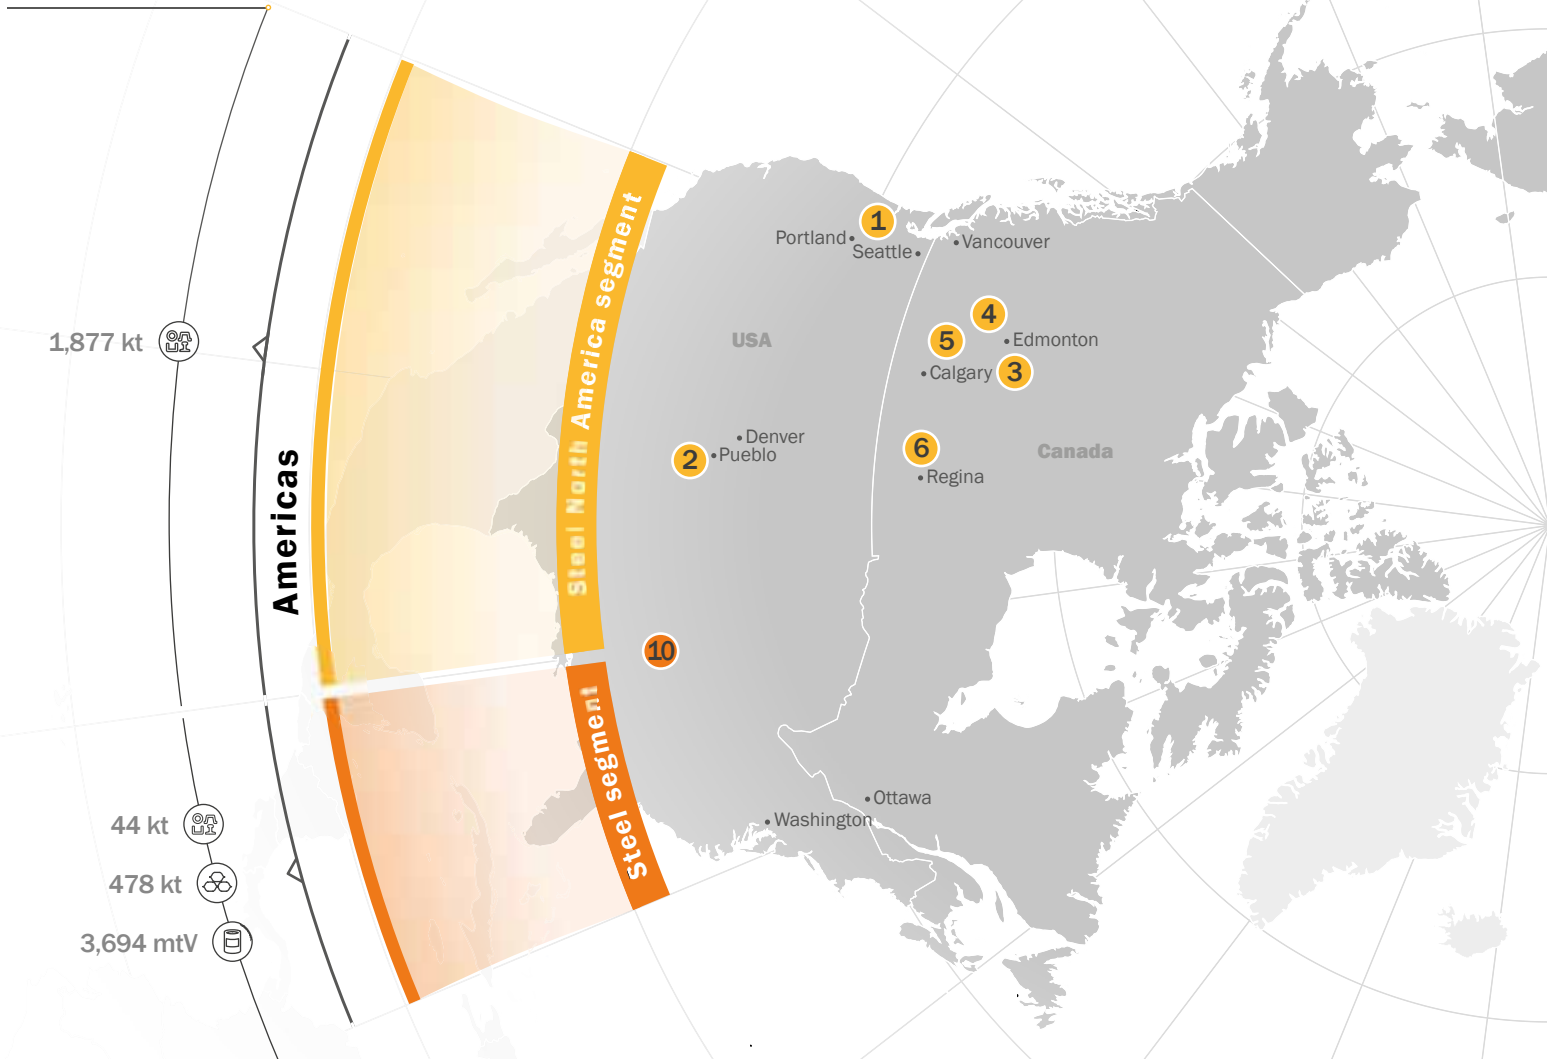 1,877 kt
44 kt
478 kt
3,694 mtV
Americas
Steel North America segment
Steel segment
1
Portland
Seattle
Vancouver
4
USA
5
Edmonton
Calgary
3
Denver
2
Pueblo
6
Canada
Regina
10
Ottawa
Washington